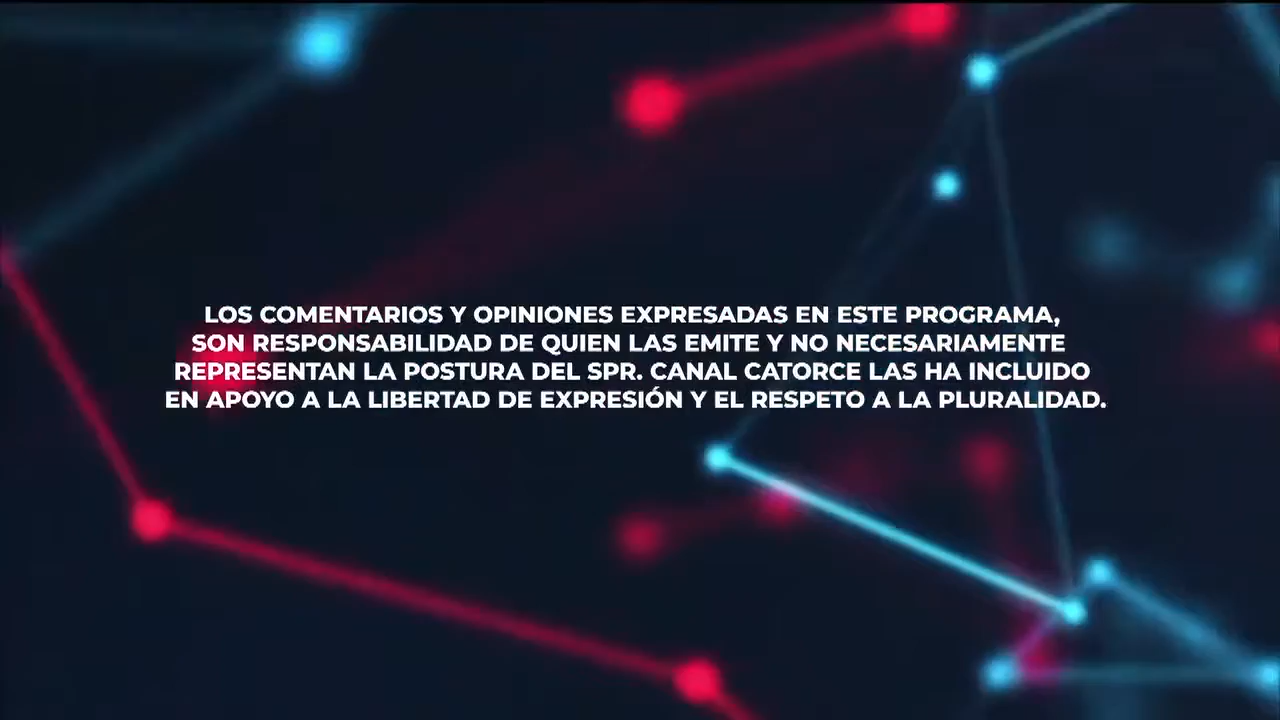 LOS COMENTARIOS Y OPINIONES EXPRESADAS EN ESTE PROGRAMA,
SON RESPONSABILIDAD DE QUIEN LAS EMITE Y NO NECESARIAMENTE
REPRESENTAN LA POSTURA DEL SPR. CANAL CATORCE LAS HA INCLUIDO
EN APOYO A LA LIBERTAD DE EXPRESIÓN Y EL RESPETO A LA PLURALIDAD.